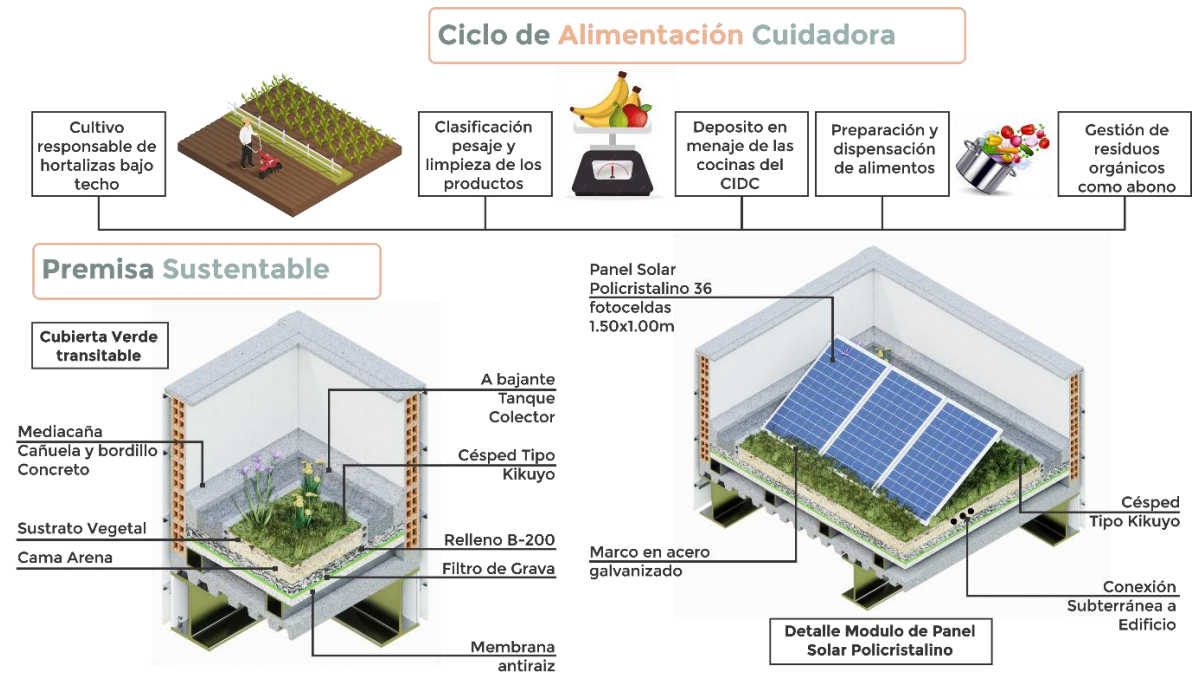 Ciclo de Alimentación Cuidadora
Cultivo
responsable de
hortalizas bajo
techo
Clasificación
pesaje y
limpieza de los
productos
Deposito en
menaje de las
cocinas del
CIDC
Preparación y
dispensación
de alimentos
Gestión de
residuos
orgánicos
como abono
Premisa Sustentable
Cubierta Verde
transitable
A bajante
Tanque
Colector
Mediacaña
Cañuela y bordillo
Concreto
Césped Tipo
Kikuyo
Sustrato Vegetal
Cama Arena
Relleno B-200
Filtro de Grava
Membrana
antiraiz
Panel Solar
Policristalino 36
fotoceldas
1.50x1.00m
Marco en acero
galvanizado
Césped
Tipo Kikuyo
Conexión
Subterránea a
Edificio
Detalle Modulo de Panel
Solar Policristalino